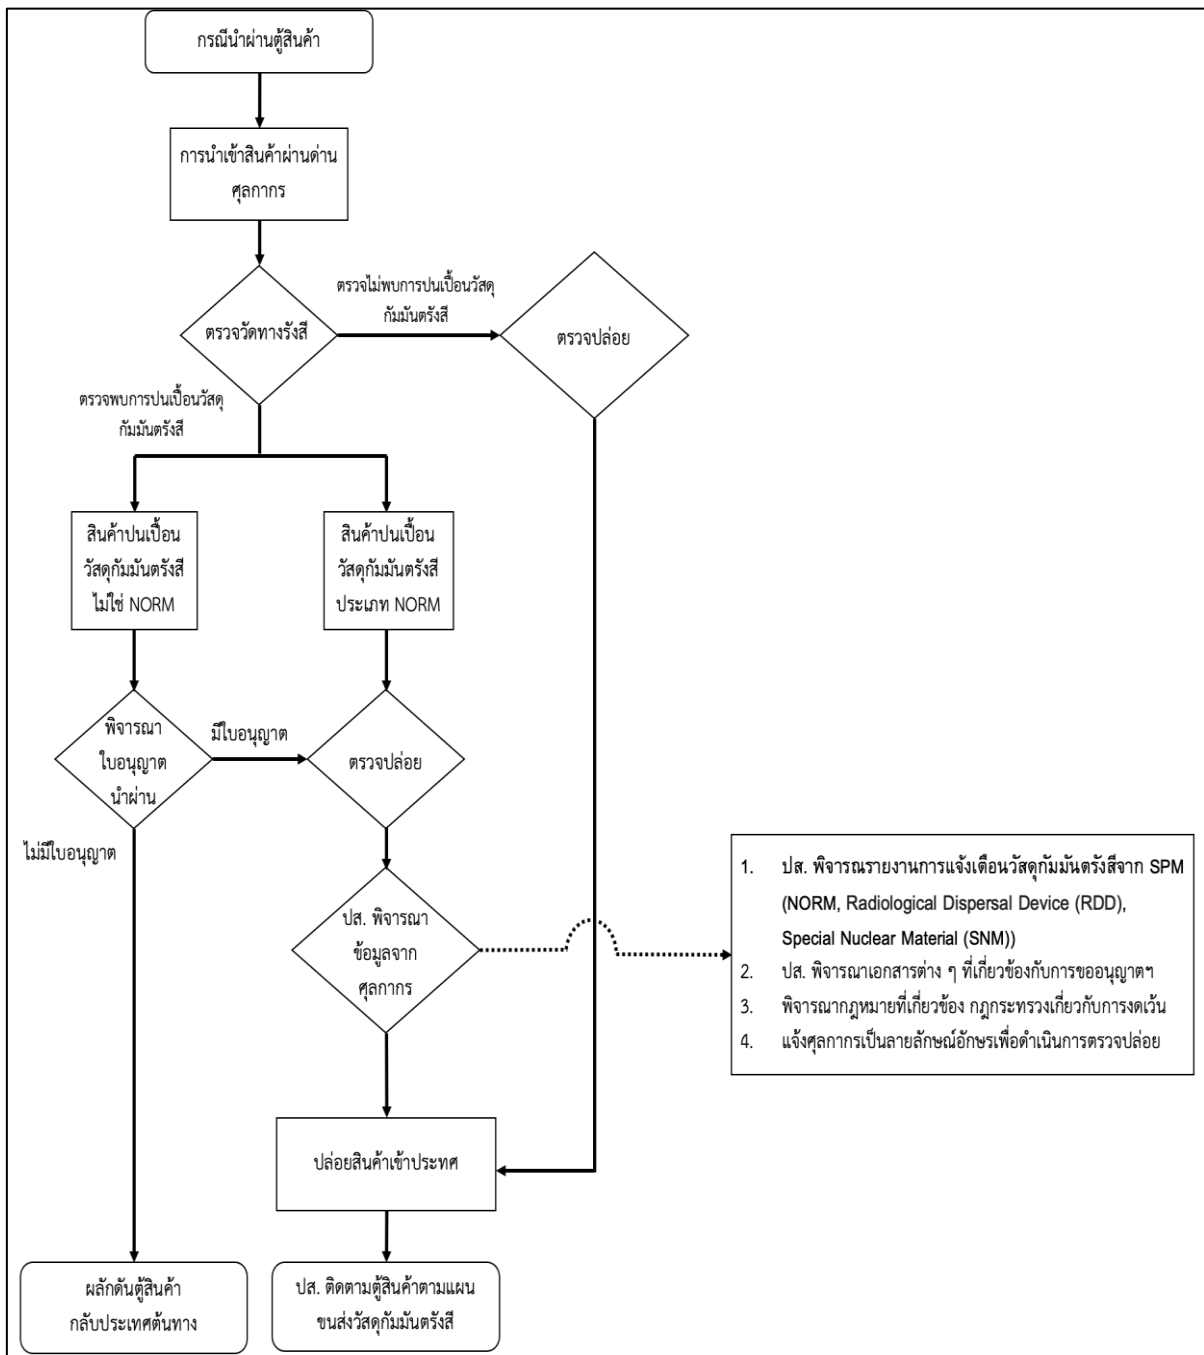 กรณีนำผ่านตู้สินค้า
การนำเข้าสินค้าผ่านด่าน
ศุลกากร
ตรวจวัดทางรังสี
ตรวจไม่พบการปนเปื้อนวัสดุ
กัมมันตรังสี
ตรวจปล่อย
ตรวจพบการปนเปื้อนวัสดุ
กัมมันตรังสี
สินค้าปนเปื้อน
วัสดุกัมมันตรังสี
ไม่ใช่ NORM
สินค้าปนเปื้อน
วัสดุกัมมันตรังสี
ประเภท NORM
พิจารณา
ใบอนุญาต
นำผ่าน
มีใบอนุญาต
ตรวจปล่อย
ไม่มีใบอนุญาต
ปส. พิจารณา
ข้อมูลจาก
ศุลกากร
1. ปส. พิจารณรายงานการแจ้งเตือนวัสดุกัมมันตรังสีจาก SPM
(NORM, Radiological Dispersal Device (RDD),
Special Nuclear Material (SNM))
2. ปส. พิจารณาเอกสารต่าง ๆ ที่เกี่ยวข้องกับการขออนุญาตฯ
3. พิจารณากฎหมายที่เกี่ยวข้อง กฎกระทรวงเกี่ยวกับการงดเว้น
4. แจ้งศุลกากรเป็นลายลักษณ์อักษรเพื่อดำเนินการตรวจปล่อย
ปล่อยสินค้าเข้าประทศ
ผลักดันตู้สินค้า
กลับประเทศต้นทาง
ปส. ติดตามตู้สินค้าตามแผน
ขนส่งวัสดุกัมมันตรังสี